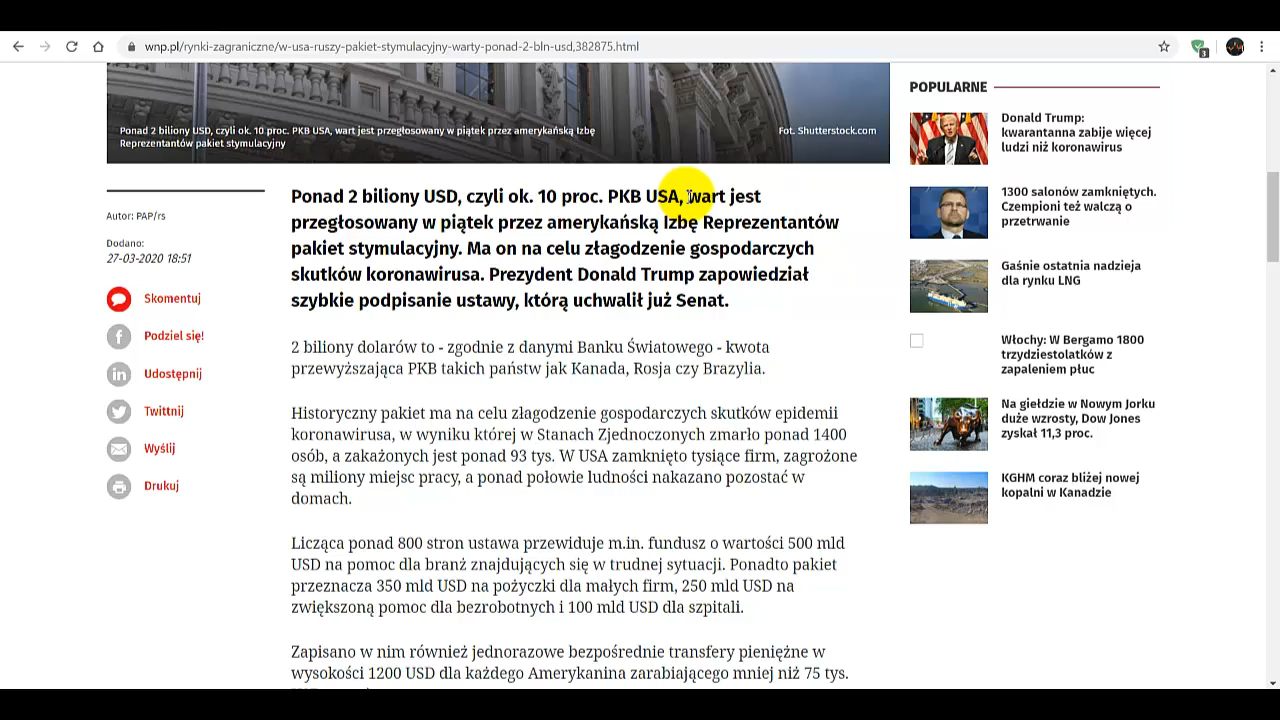 wnp.pl/rynki-zagraniczne/w-usa-ruszy-pakiet-stymulacyjny-warty-ponad-2-bln-usd,382875.html
3
Ponad 2 biliony USD, czyli ok. 10 proc. PKB USA, wart jest przegłosowany w piątek przez amerykańską Izbę
Reprezentantów pakiet stymulacyjny
Fot. Shutterstock.com
Autor: PAP/rs
Dodano:
27-03-2020 18:51
Skomentuj
Podziel się!
Udostępnij
Twittnij
Wyślij
Drukuj
Ponad 2 biliony USD, czyli ok. 10 proc. PKB USA, wart jest
przegłosowany w piątek przez amerykańską Izbę Reprezentantów
pakiet stymulacyjny. Ma on na celu złagodzenie gospodarczych
skutków koronawirusa. Prezydent Donald Trump zapowiedział
szybkie podpisanie ustawy, którą uchwalił już Senat.
2 biliony dolarów to - zgodnie z danymi Banku Światowego - kwota
przewyższająca PKB takich państw jak Kanada, Rosja czy Brazylia.
Historyczny pakiet ma na celu złagodzenie gospodarczych skutków epidemii
koronawirusa, w wyniku której w Stanach Zjednoczonych zmarło ponad 1400
osób, a zakażonych jest ponad 93 tys. W USA zamknięto tysiące firm, zagrożone
są miliony miejsc pracy, a ponad połowie ludności nakazano pozostać w
domach.
Licząca ponad 800 stron ustawa przewiduje m.in. fundusz o wartości 500 mld
USD na pomoc dla branż znajdujących się w trudnej sytuacji. Ponadto pakiet
przeznacza 350 mld USD na pożyczki dla małych firm, 250 mld USD na
zwiększoną pomoc dla bezrobotnych i 100 mld USD dla szpitali.
Zapisano w nim również jednorazowe bezpośrednie transfery pieniężne w
wysokości 1200 USD dla każdego Amerykanina zarabiającego mniej niż 75 tys.
POPULARNE
Donald Trump:
kwarantanna zabije więcej
ludzi niż koronawirus
1300 salonów zamkniętych.
Czempioni też walczą o
przetrwanie
Gaśnie ostatnia nadzieja
dla rynku LNG
Włochy: W Bergamo 1800
trzydziestolatków z
zapaleniem płuc
Na giełdzie w Nowym Jorku
duże wzrosty, Dow Jones
zyskał 11,3 proc.
KGHM coraz bliżej nowej
kopalni w Kanadzie